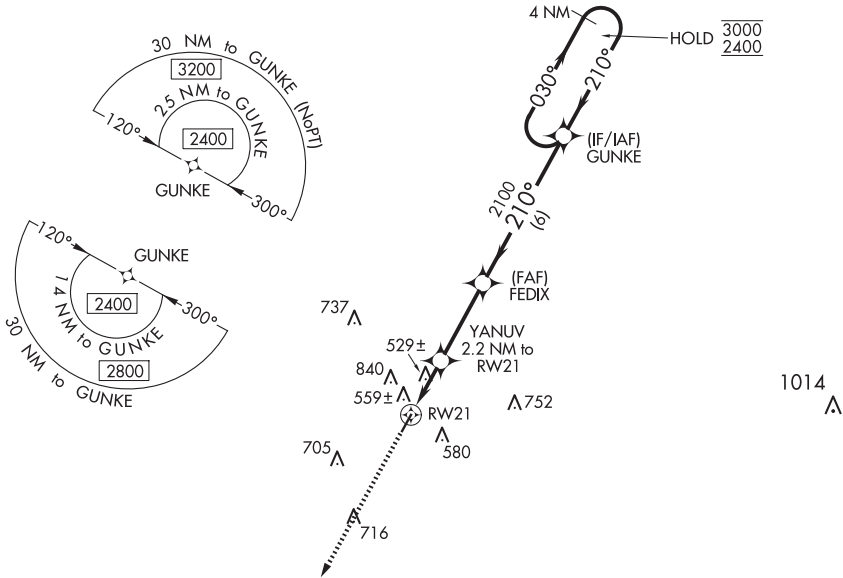 30 NM to GUNKE (NoPT)
3200
25 NM to GUNKE
2400
120°
300°
GUNKE
120°
GUNKE
300°
2400
14 NM to GUNKE
2800
30 NM to GUNKE
4 NM
HOLD
3000
2400
030°
210°
(IF/IAF)
GUNKE
2100
210°
(6)
(FAF)
FEDIX
YANUV
2.2 NM to
RW21
737
529±
840
559±
RW21
752
1014
705
580
716